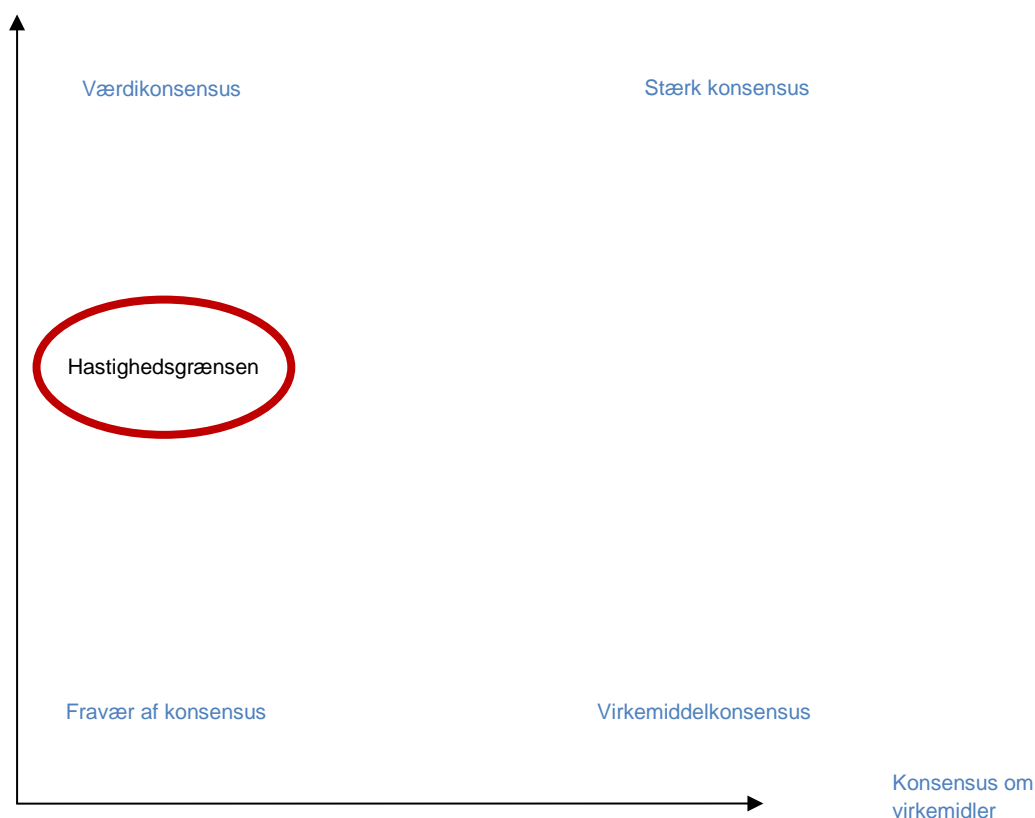 Værdikonsensus
Stærk konsensus
Hastighedsgrænsen
Fravær af konsensus
Virkemiddelkonsensus
Konsensus om
virkemidler